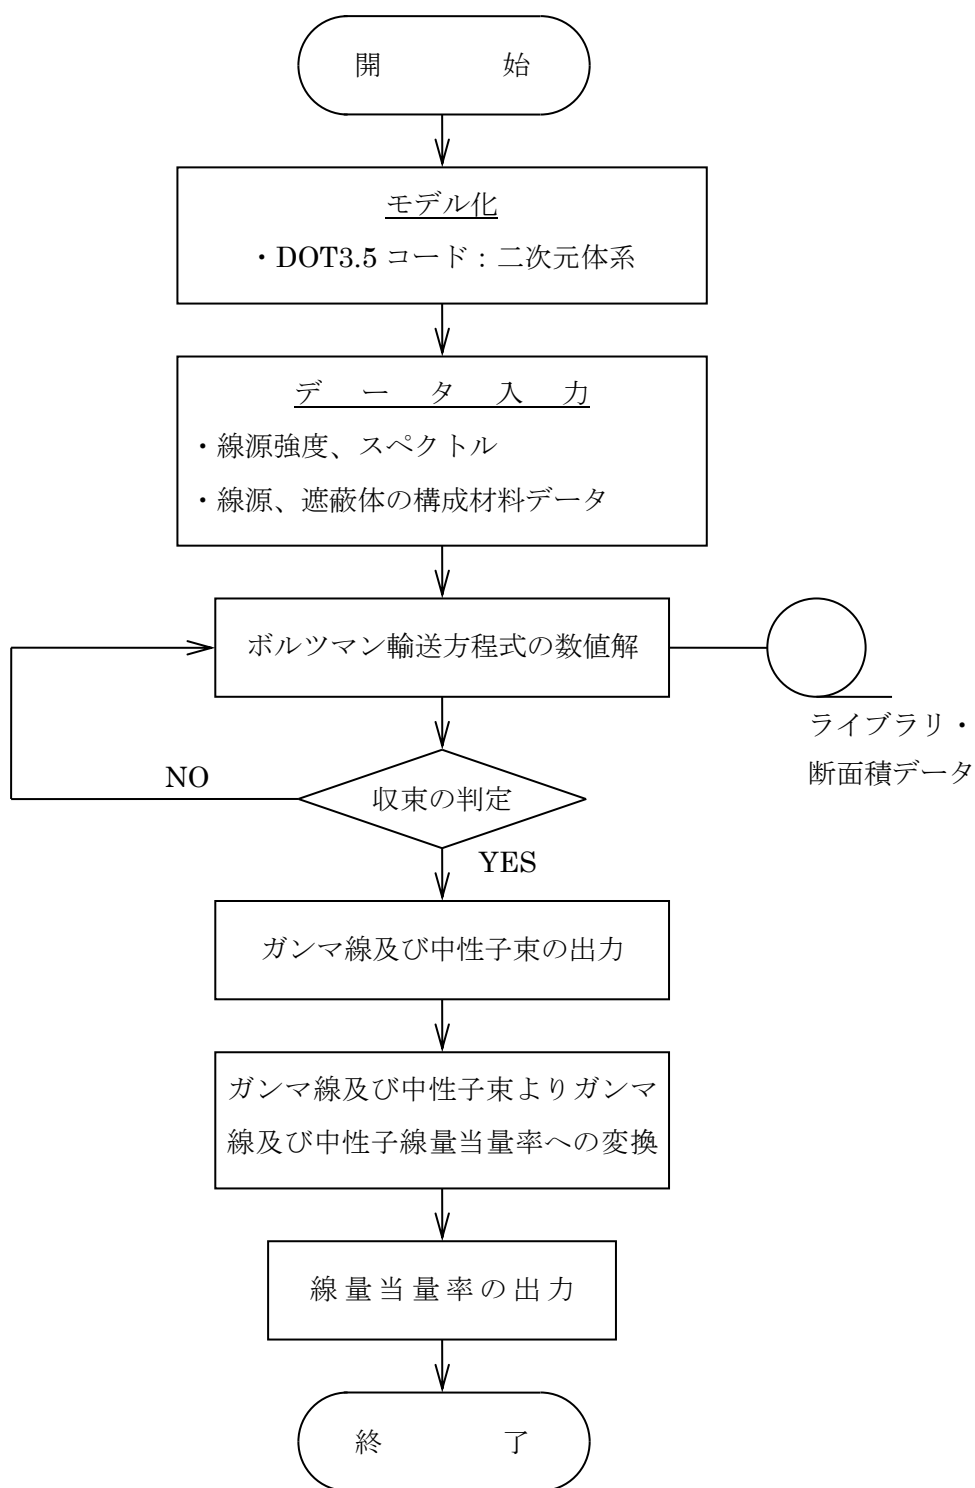 開 始
モデル化
・DOT3.5 コード：二次元体系
デ ー タ 入 力
・線源強度、スペクトル
・線源、遮蔽体の構成材料データ
ボルツマン輸送方程式の数値解
ライブラリ・
断面積データ
収束の判定
NO
YES
ガンマ線及び中性子束の出力
ガンマ線及び中性子束よりガンマ
線及び中性子線量当量率への変換
線量当量率の出力
終 了